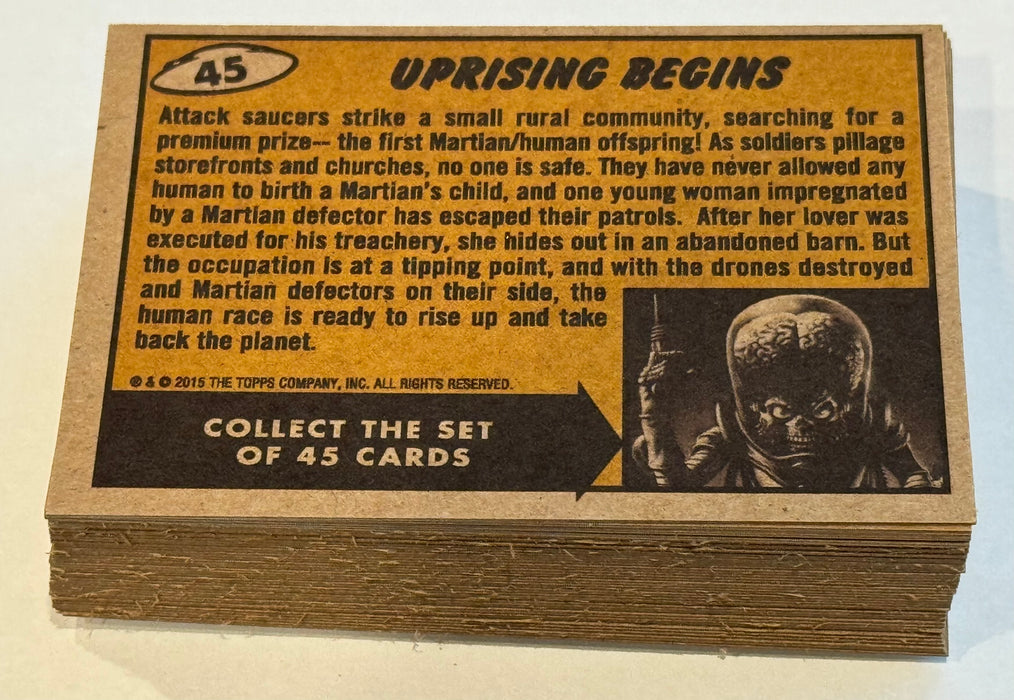 45
UPRISING BEGINS
Attack saucers strike a small rural community, searching for a
premium prize-- the first Martian/human offspring! As soldiers pillage
storefronts and churches, no one is safe. They have never allowed any
human to birth a Martian's child, and one young woman impregnated
by a Martian defector has escaped their patrols. After her lover was
executed for his treachery, she hides out in an abandoned barn. But
the occupation is at a tipping point, and with the drones destroyed
and Martian defectors on their side, the
human race is ready to rise up and take
back the planet.
® & © 2015 THE TOPPS COMPANY, INC. ALL RIGHTS RESERVED.
COLLECT THE SET
OF 45 CARDS